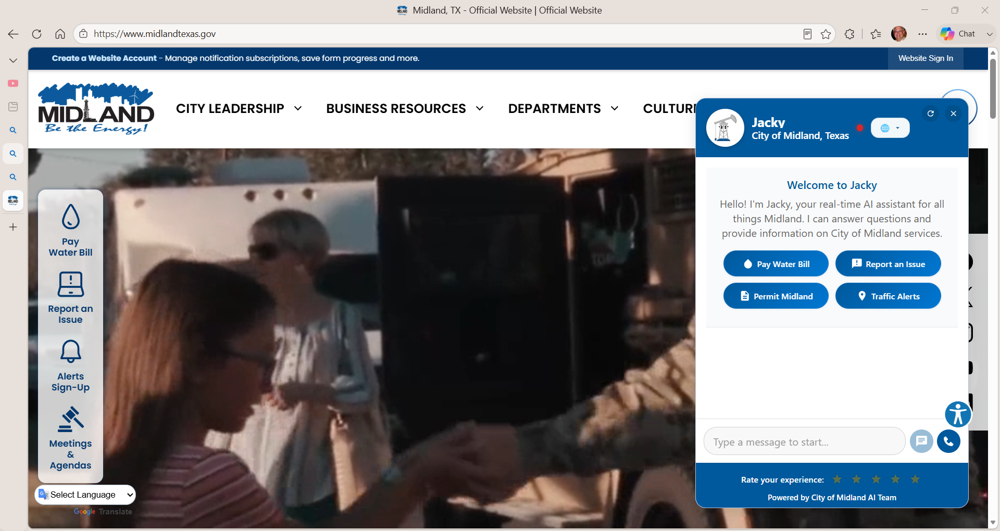 Midland, TX - Official Website | Official Website
https://www.midlandtexas.gov
Chat
Create a Website Account - Manage notification subscriptions, save form progress and more.
Website Sign In
MIDLAND
Be the Energy!
CITY LEADERSHIP
BUSINESS RESOURCES
DEPARTMENTS
CULTUR
Pay
Water Bill
Report an
Issue
Alerts
Sign-Up
Meetings
&
Agendas
Select Language
Google Translate
Jacky
City of Midland, Texas
Welcome to Jacky
Hello! I'm Jacky, your real-time AI assistant for all
things Midland. I can answer questions and
provide information on City of Midland services.
Pay Water Bill
Report an Issue
Permit Midland
Traffic Alerts
Type a message to start...
Rate your experience:
Powered by City of Midland AI Team